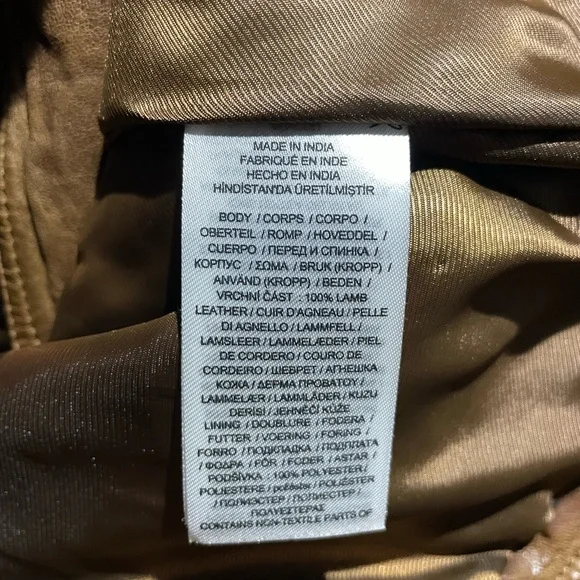 MADE IN INDIA
FABRIQUÉ EN INDE
HECHO EN INDIA
HİNDİSTAN'DA ÜRETİLMİŞTİR
BODY / CORPS / CORPO /
OBERTEIL / ROMP / HOVEDDEL /
CUERPO / ПЕРЕД И СПИНКА /
КОРПУС / ΣΩΜΑ / BRUK (KROPP) /
ANVÄND (KROPP) / BEDEN /
VRCHNÍ ČÁST : 100% LAMB
LEATHER / CUIR D'AGNEAU / PELLE
DI AGNELLO / LAMMFELL /
LAMSLEER / LAMMELÆDER / PIEL
DE CORDERO / COURO DE
CORDEIRO / ШЕВРЕТ / АГНЕШКА
КОЖА / ΔΕΡΜΑ ΠΡΟΒΑΤΟΥ /
LAMMELÆR / LAMMLÄDER / KUZU
DERİSİ / JEHNĚČÍ KŮŽE
LINING / DOUBLURE / FODERA /
FUTTER / VOERING / FORING /
FORRO / ПОДКЛАДКА / ПОДПЛАТА
/ ΦΟΔΡΑ / FÔR / FODER / ASTAR /
PODŠÍVKA : 100% POLYESTER /
POLIESTERE / poliéster / POLIÉSTER
/ ПОЛИЭСТЕР / ПОЛИЕСТЕР /
ΠΟΛΥΕΣΤΕΡΑΣ
CONTAINS NON-TEXTILE PARTS OF